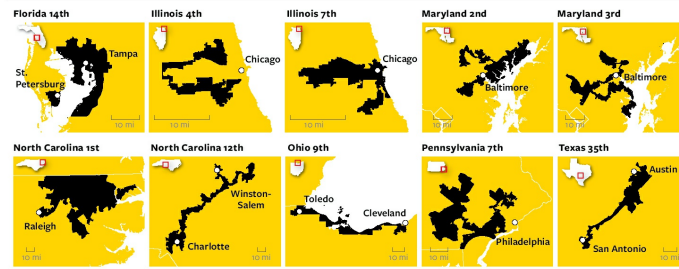 Florida 14th
Tampa
St.
Petersburg
10 mi
Illinois 4th
Chicago
10 mi
Illinois 7th
Chicago
10 mi
Maryland 2nd
Baltimore
10 mi
Maryland 3rd
Baltimore
10 mi
North Carolina 1st
Raleigh
10 mi
North Carolina 12th
Winston-
Salem
Charlotte
10 mi
Ohio 9th
Toledo
Cleveland
10 mi
Pennsylvania 7th
Philadelphia
10 mi
Texas 35th
Austin
San Antonio
10 mi